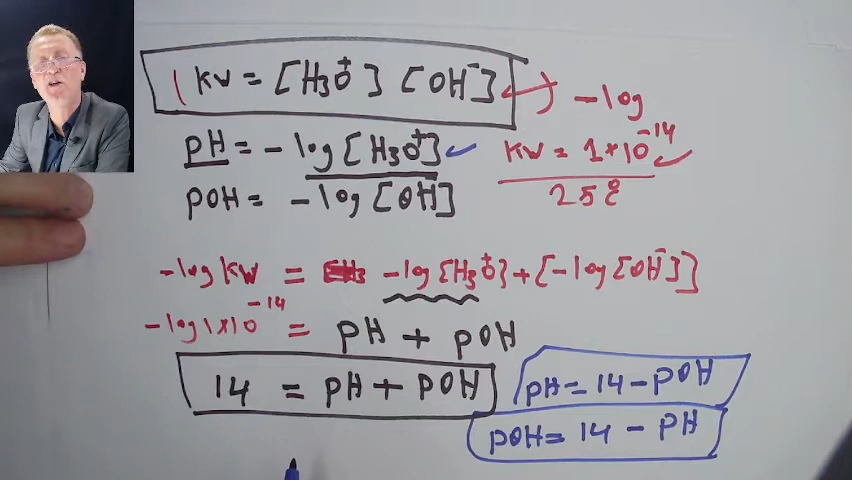 Kw = [H3O+] [OH-] -log
pH = -log [H3O+] Kw = 1*10-14
POH = -log [OH-] 25°C
-log Kw = -log [H3O+] + [-log [OH-]]
-log 1*10-14 = pH + POH
14 = pH + POH
pH = 14 - POH
POH = 14 - PH